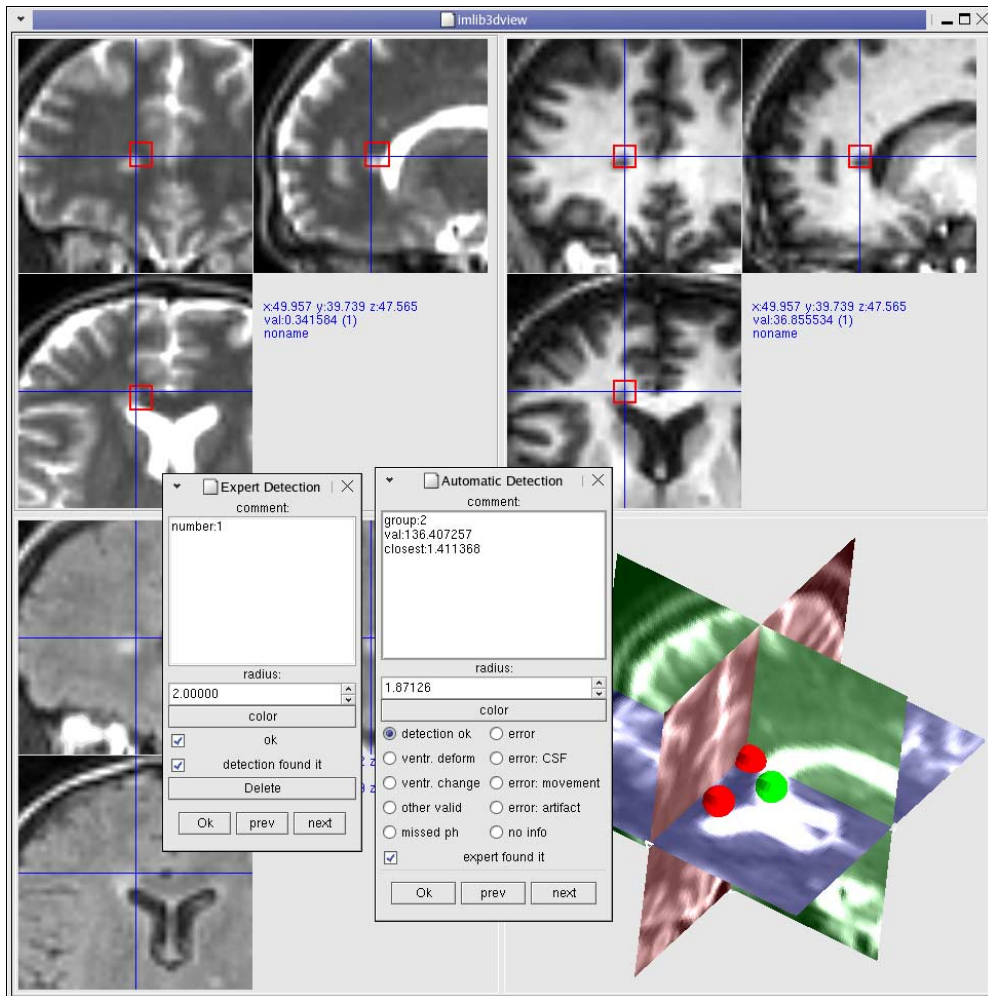 imlib3dview
x:49.957 y:39.739 z:47.565
val:0.341584 (1)
noname
x:49.957 y:39.739 z:47.565
val:36.855534 (1)
noname
Expert Detection
comment:
number:1
radius:
2.00000
color
ok
detection found it
Delete
Ok prev next
Automatic Detection
comment:
group:2
val:136.407257
closest:1.411368
radius:
1.87126
color
detection ok error
ventr. deform error: CSF
ventr. change error: movement
other valid error: artifact
missed ph no info
expert found it
Ok prev next